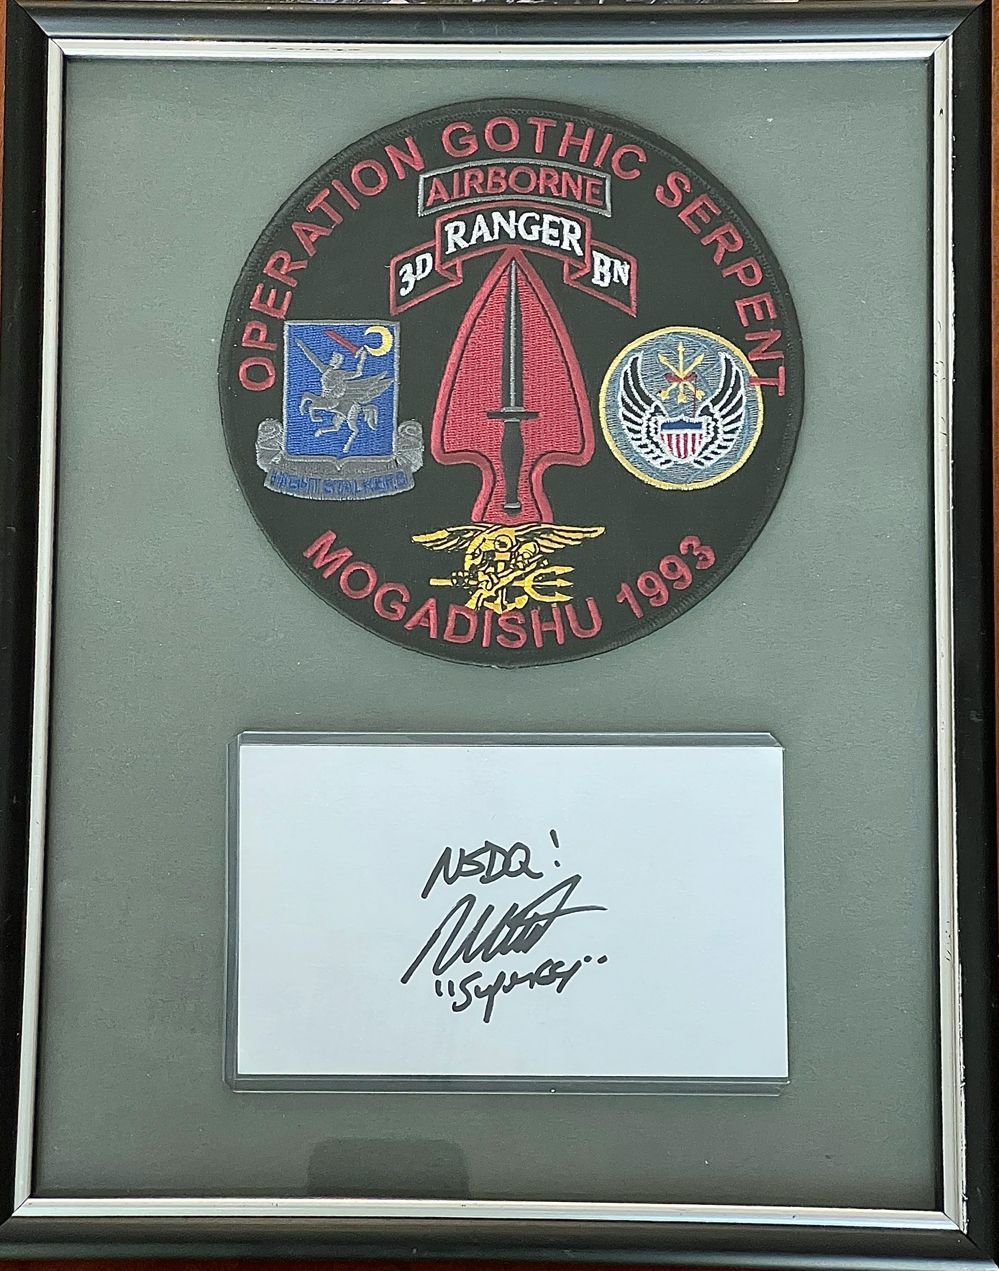 OPERATION GOTHIC SERPENT
AIRBORNE
3D RANGER BN
NIGHT STALKERS
MOGADISHU 1993
NSDQ!